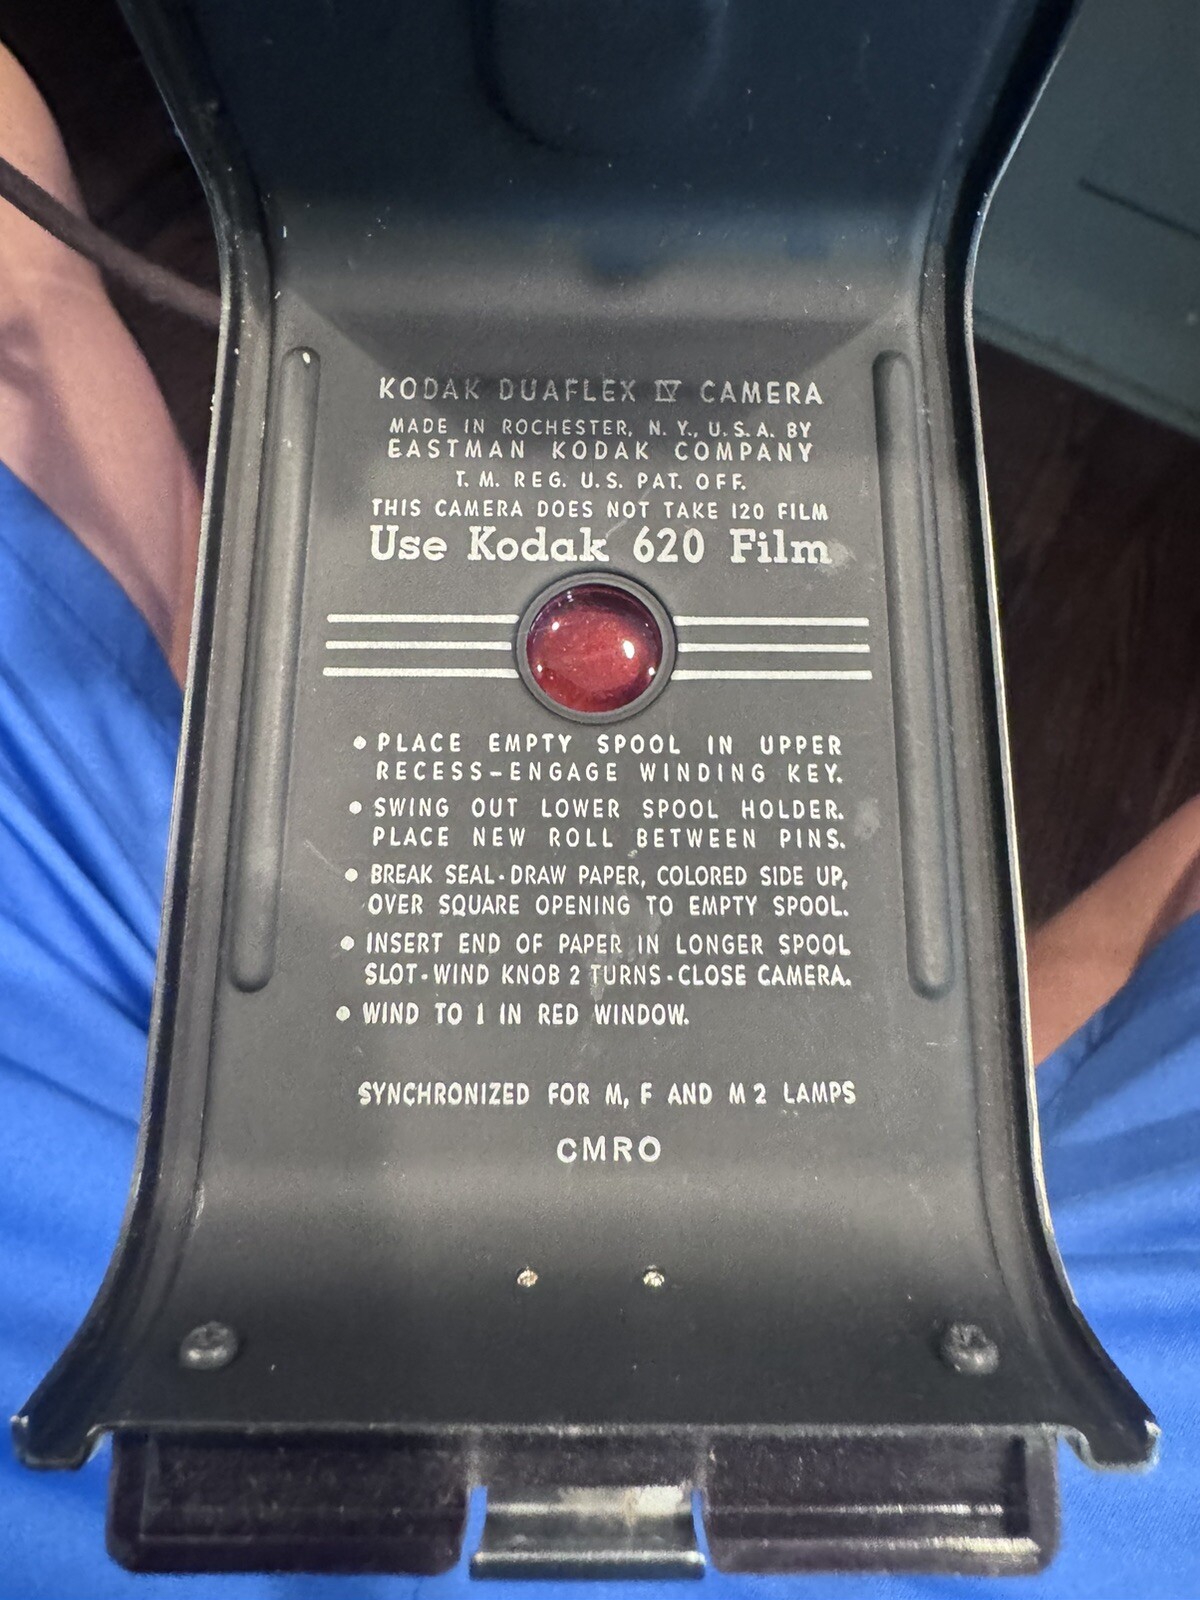 KODAK DUAFLEX IV CAMERA
MADE IN ROCHESTER, N. Y., U. S. A. BY
EASTMAN KODAK COMPANY
T. M. REG. U. S. PAT. OFF.
THIS CAMERA DOES NOT TAKE 120 FILM
Use Kodak 620 Film
• PLACE EMPTY SPOOL IN UPPER
RECESS-ENGAGE WINDING KEY.
• SWING OUT LOWER SPOOL HOLDER.
PLACE NEW ROLL BETWEEN PINS.
• BREAK SEAL-DRAW PAPER, COLORED SIDE UP,
OVER SQUARE OPENING TO EMPTY SPOOL.
• INSERT END OF PAPER IN LONGER SPOOL
SLOT-WIND KNOB 2 TURNS-CLOSE CAMERA.
• WIND TO 1 IN RED WINDOW.
SYNCHRONIZED FOR M, F AND M 2 LAMPS
CMRO